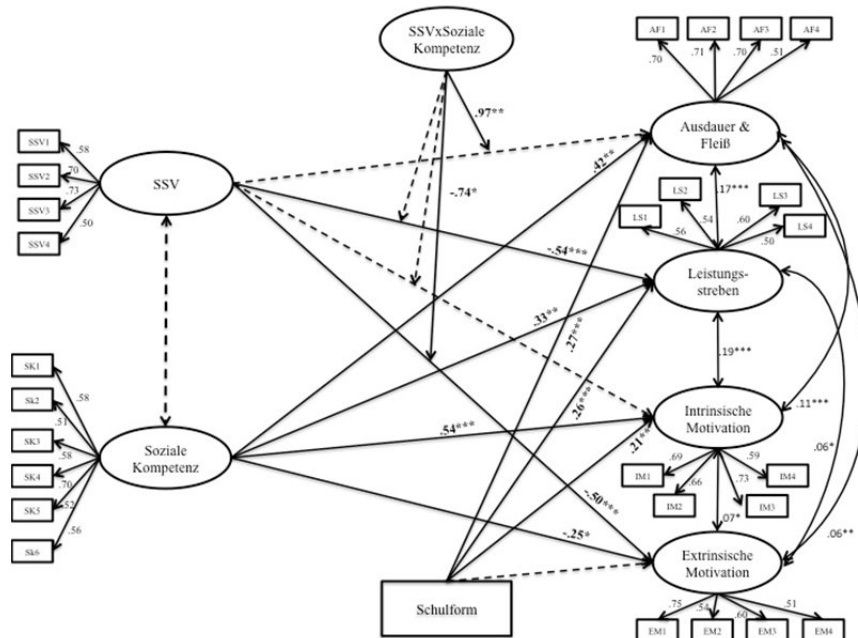 SSVxSoziale
Kompetenz
AF1
AF2
AF3
AF4
.70
.71
.70
.51
.97**
Ausdauer &
Fleiß
SSV1
SSV2
SSV3
SSV4
.58
.70
.73
.50
SSV
.42**
-.74*
.17***
LS1
LS2
LS3
LS4
.56
.54
.60
.50
-.54***
Leistungs-
streben
.33**
.27***
.19***
SK1
Sk2
SK3
SK4
SK5
Sk6
.58
.51
.58
.70
.52
.56
Soziale
Kompetenz
.54***
.26***
.21**
Intrinsische
Motivation
.11***
.06*
.69
.66
.73
.59
IM1
IM2
IM3
IM4
.07*
.06**
-.50***
-.25*
Extrinsische
Motivation
Schulform
.75
.54
.60
.51
EM1
EM2
EM3
EM4